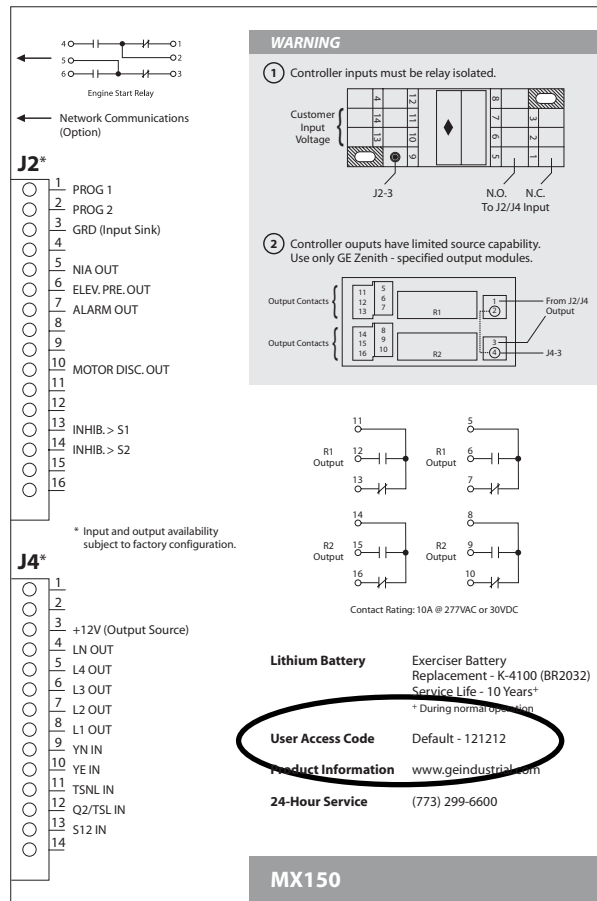 4
1
2
5
6
3
Engine Start Relay
Network Communications
(Option)
J2*
1 PROG 1
2 PROG 2
3 GRD (Input Sink)
4
5 NIA OUT
6 ELEV. PRE. OUT
7 ALARM OUT
8
9
10 MOTOR DISC. OUT
11
12
13 INHIB. > S1
14 INHIB. > S2
15
16
* Input and output availability
subject to factory configuration.
J4*
1
2
3 +12V (Output Source)
4 LN OUT
5 L4 OUT
6 L3 OUT
7 L2 OUT
8 L1 OUT
9 YN IN
10 YE IN
11 TSNL IN
12 Q2/TSL IN
13 S12 IN
14
WARNING
1 Controller inputs must be relay isolated.
Customer
Input
Voltage
4 12 8
14 11 7 3
13 10 6 2
9 5 1
J2-3
N.O. N.C.
To J2/J4 Input
2 Controller ouputs have limited source capability.
Use only GE Zenith - specified output modules.
Output Contacts
11 5
12 6
13 7
R1
1
2
From J2/J4
Output
Output Contacts
14 8
15 9
16 10
R2
3
4
J4-3
11
R1
Output
12
13
5
R1
Output
6
7
14
R2
Output
15
16
8
R2
Output
9
10
Contact Rating: 10A @ 277VAC or 30VDC
Lithium Battery Exerciser Battery
Replacement - K-4100 (BR2032)
Service Life - 10 Years+
+ During normal operation
User Access Code Default - 121212
Product Information www.geindustrial.com
24-Hour Service (773) 299-6600
MX150